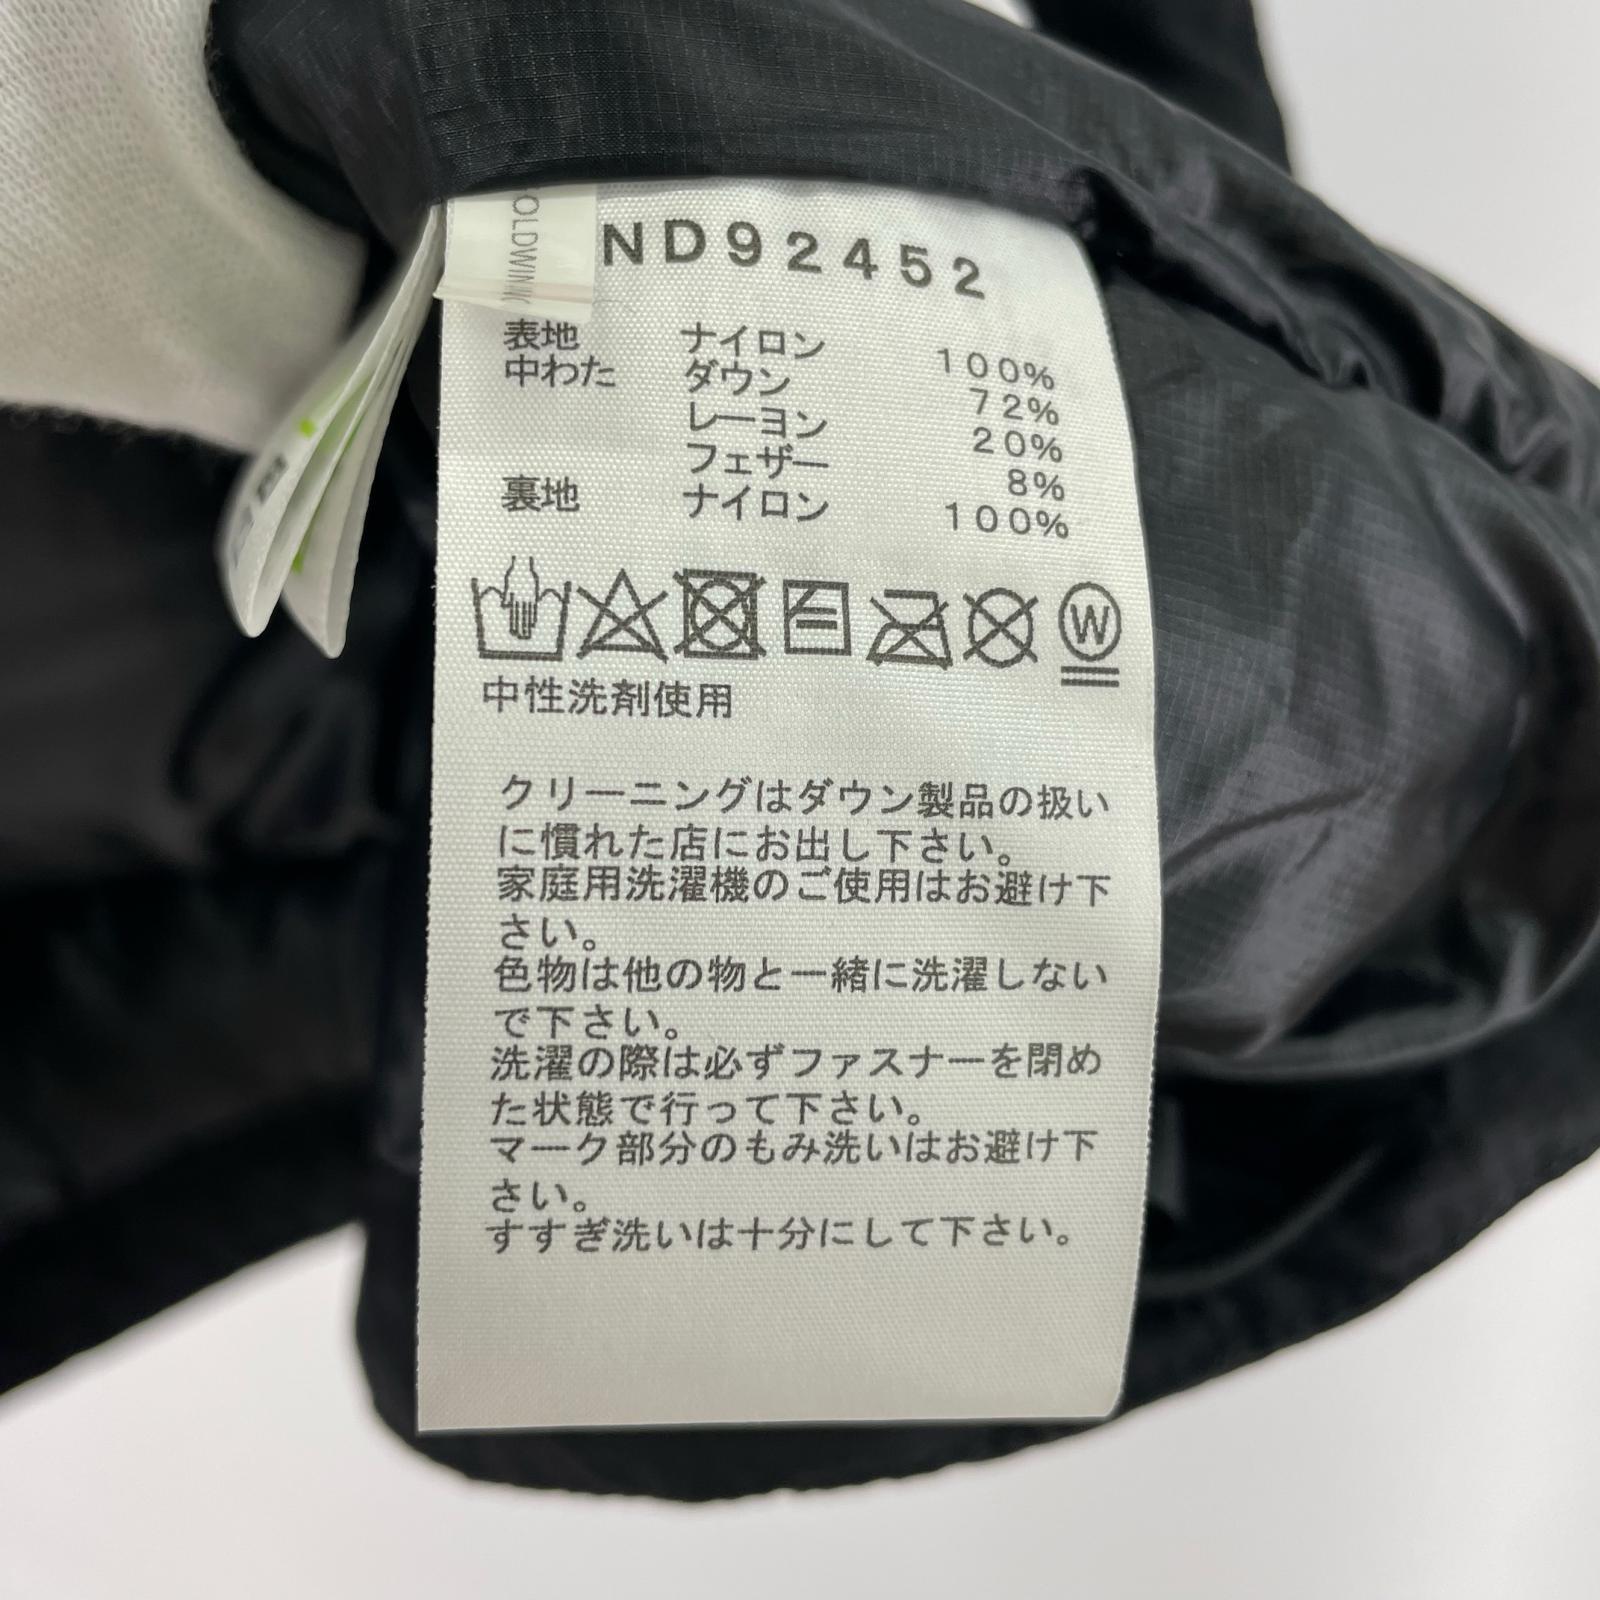 ND92452
表地 ナイロン 100%
中わた ダウン 72%
レーヨン 20%
フェザー 8%
裏地 ナイロン 100%
W
中性洗剤使用
クリーニングはダウン製品の扱い
に慣れた店にお出し下さい。
家庭用洗濯機のご使用はお避け下
さい。
色物は他の物と一緒に洗濯しない
で下さい。
洗濯の際は必ずファスナーを閉め
た状態で行って下さい。
マーク部分のもみ洗いはお避け下
さい。
すすぎ洗いは十分にして下さい。